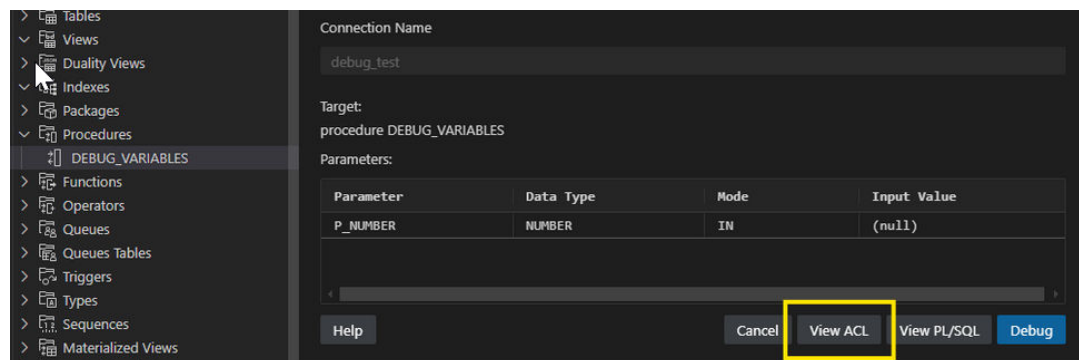 Tables
Views
Duality Views
Indexes
Packages
Procedures
DEBUG_VARIABLES
Functions
Operators
Queues
Queues Tables
Triggers
Types
Sequences
Materialized Views
Connection Name
debug_test
Target:
procedure DEBUG_VARIABLES
Parameters:
Parameter Data Type Mode Input Value
P_NUMBER NUMBER IN (null)
Help Cancel View ACL View PL/SQL Debug